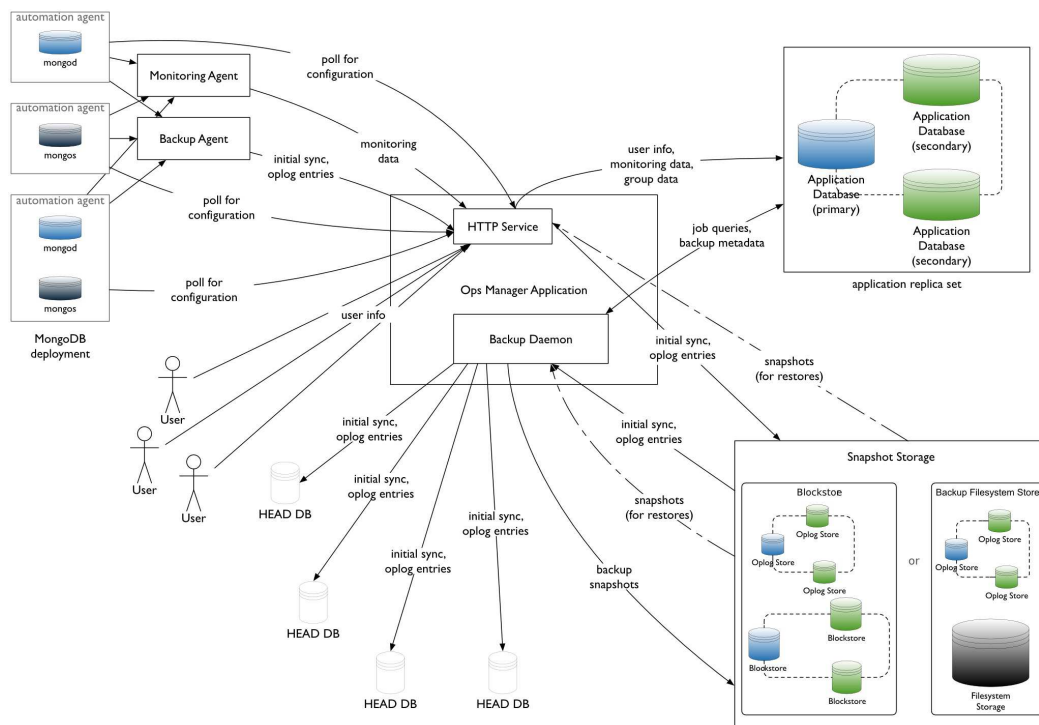 automation agent
mongod
automation agent
mongos
automation agent
mongod
mongos
MongoDB
deployment
Monitoring Agent
Backup Agent
poll for
configuration
monitoring
data
initial sync,
oplog entries
poll for
configuration
poll for
configuration
user info
User
User
User
HTTP Service
Ops Manager Application
Backup Daemon
user info,
monitoring data,
group data
job queries,
backup metadata
Application
Database
(secondary)
Application
Database
(primary)
Application
Database
(secondary)
application replica set
initial sync,
oplog entries
snapshots
(for restores)
initial sync,
oplog entries
snapshots
(for restores)
backup
snapshots
initial sync,
oplog entries
initial sync,
oplog entries
initial sync,
oplog entries
initial sync,
oplog entries
HEAD DB
HEAD DB
HEAD DB
HEAD DB
Snapshot Storage
Blockstore
Oplog Store
Oplog Store
Oplog Store
Blockstore
Blockstore
Blockstore
or
Backup Filesystem Store
Oplog Store
Oplog Store
Oplog Store
Filesystem
Storage